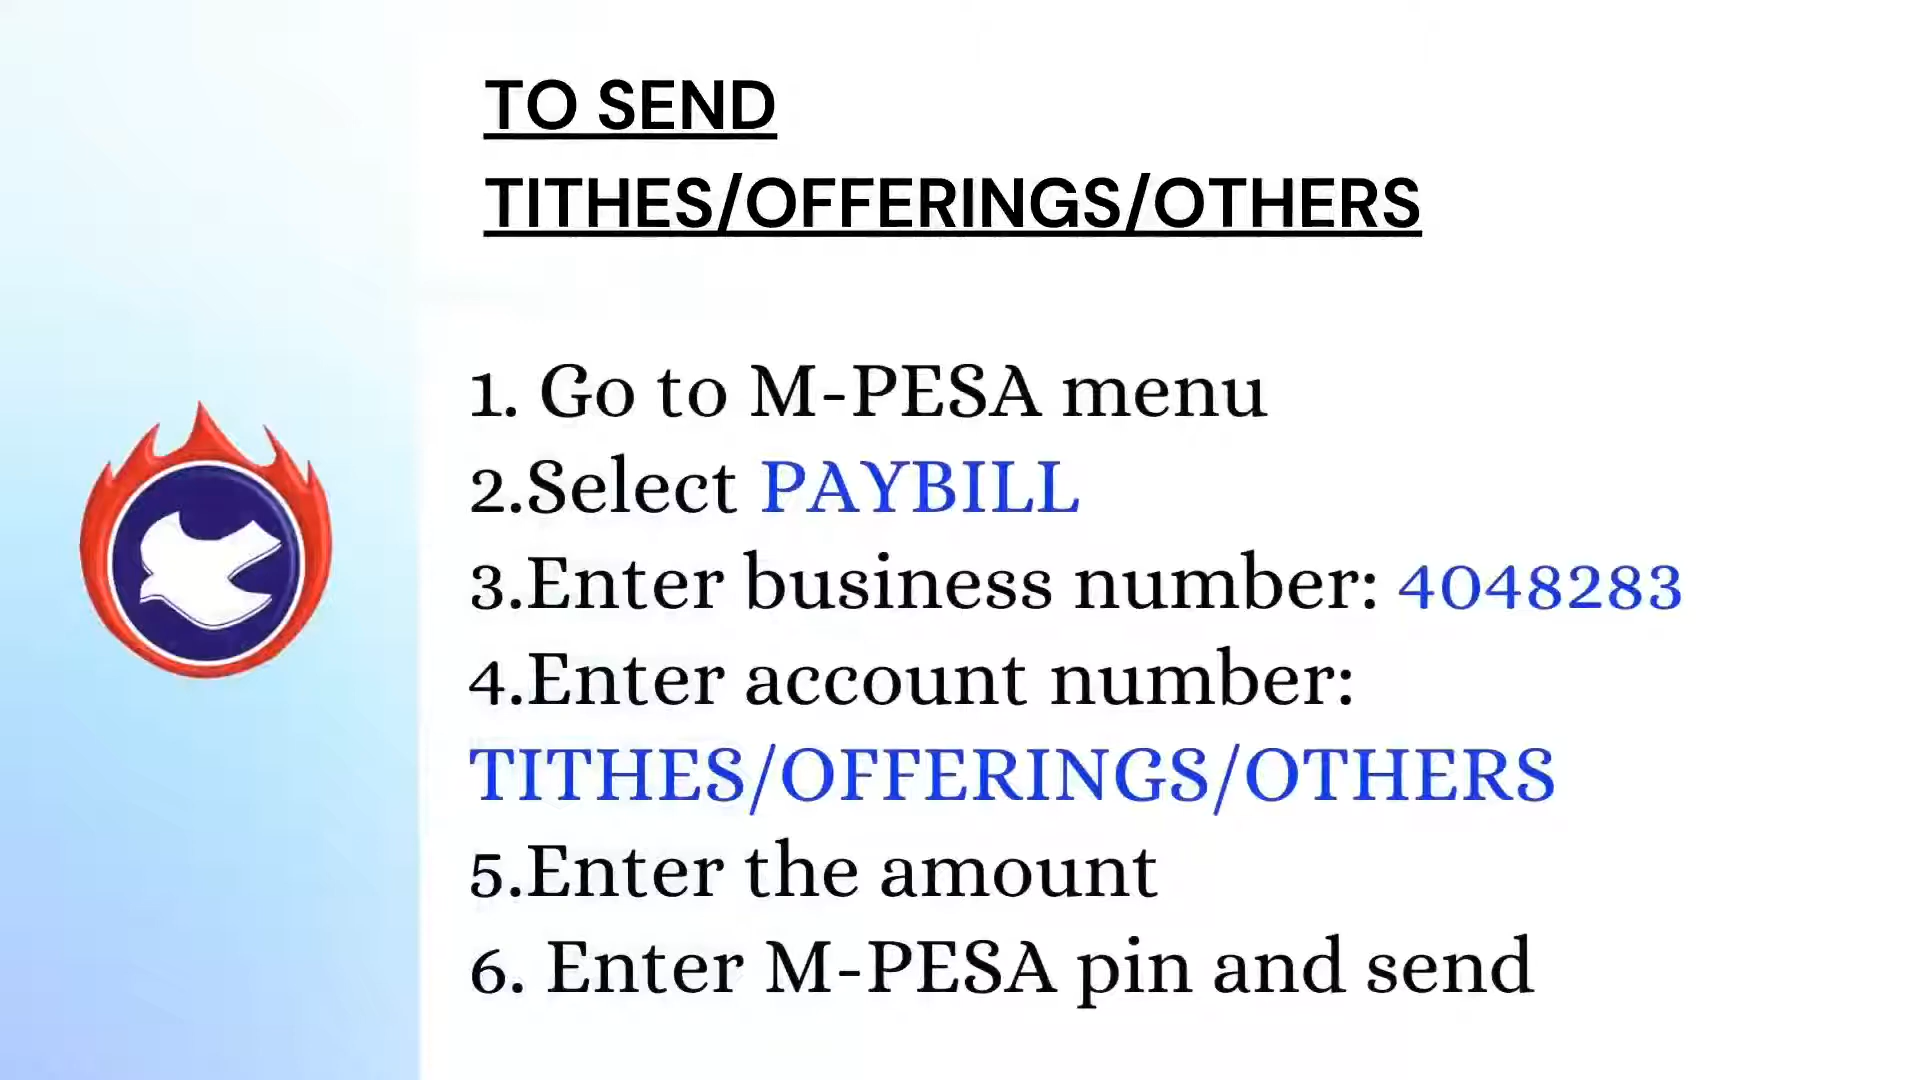 TO SEND
TITHES/OFFERINGS/OTHERS
1. Go to M-PESA menu
2.Select PAYBILL
3.Enter business number: 4048283
4.Enter account number:
TITHES/OFFERINGS/OTHERS
5.Enter the amount
6. Enter M-PESA pin and send